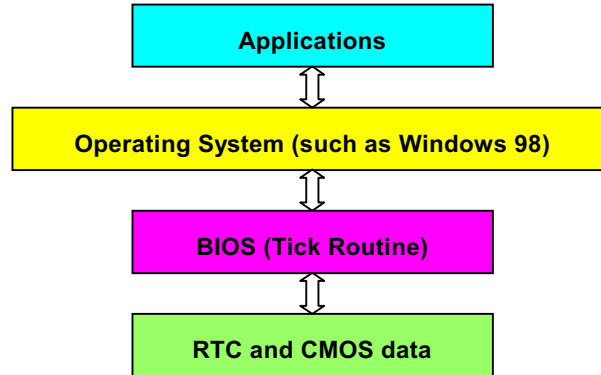 Applications
Operating System (such as Windows 98)
BIOS (Tick Routine)
RTC and CMOS data